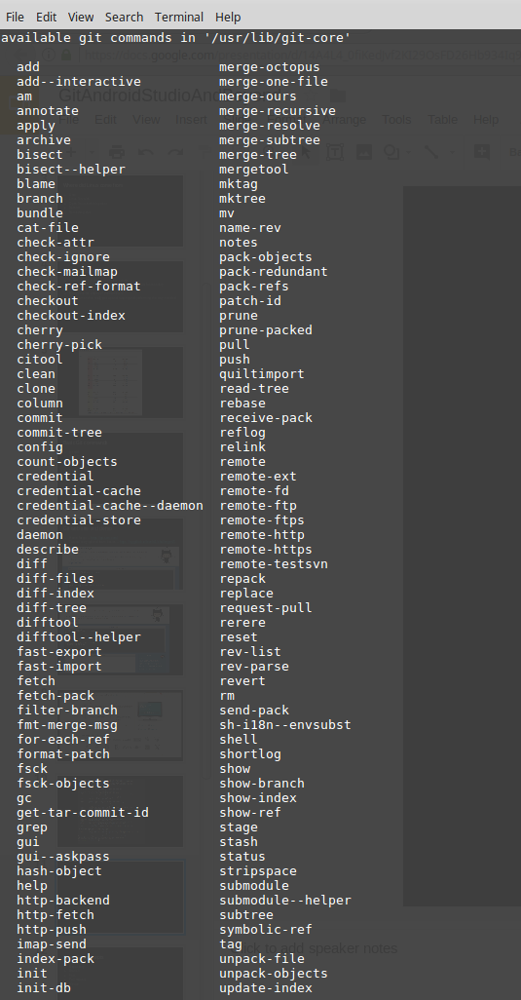 File Edit View Search Terminal Help
available git commands in '/usr/lib/git-core'
add merge-octopus
add--interactive merge-one-file
am merge-ours
annotate merge-recursive
apply merge-resolve
archive merge-subtree
bisect merge-tree
bisect--helper mergetool
blame mktag
branch mktree
bundle mv
cat-file name-rev
check-attr notes
check-ignore pack-objects
check-mailmap pack-redundant
check-ref-format pack-refs
checkout patch-id
checkout-index prune
cherry prune-packed
cherry-pick pull
citool push
clean quiltimport
clone read-tree
column rebase
commit receive-pack
commit-tree reflog
config relink
count-objects remote
credential remote-ext
credential-cache remote-fd
credential-cache--daemon remote-ftp
credential-store remote-ftps
daemon remote-http
describe remote-https
diff remote-testsvn
diff-files repack
diff-index replace
diff-tree request-pull
difftool rerere
difftool--helper reset
fast-export rev-list
fast-import rev-parse
fetch revert
fetch-pack rm
filter-branch send-pack
fmt-merge-msg sh-i18n--envsubst
for-each-ref shell
format-patch shortlog
fsck show
fsck-objects show-branch
gc show-index
get-tar-commit-id show-ref
grep stage
gui stash
gui--askpass status
hash-object stripspace
help submodule
http-backend submodule--helper
http-fetch subtree
http-push symbolic-ref
imap-send tag
index-pack unpack-file
init unpack-objects
init-db update-index